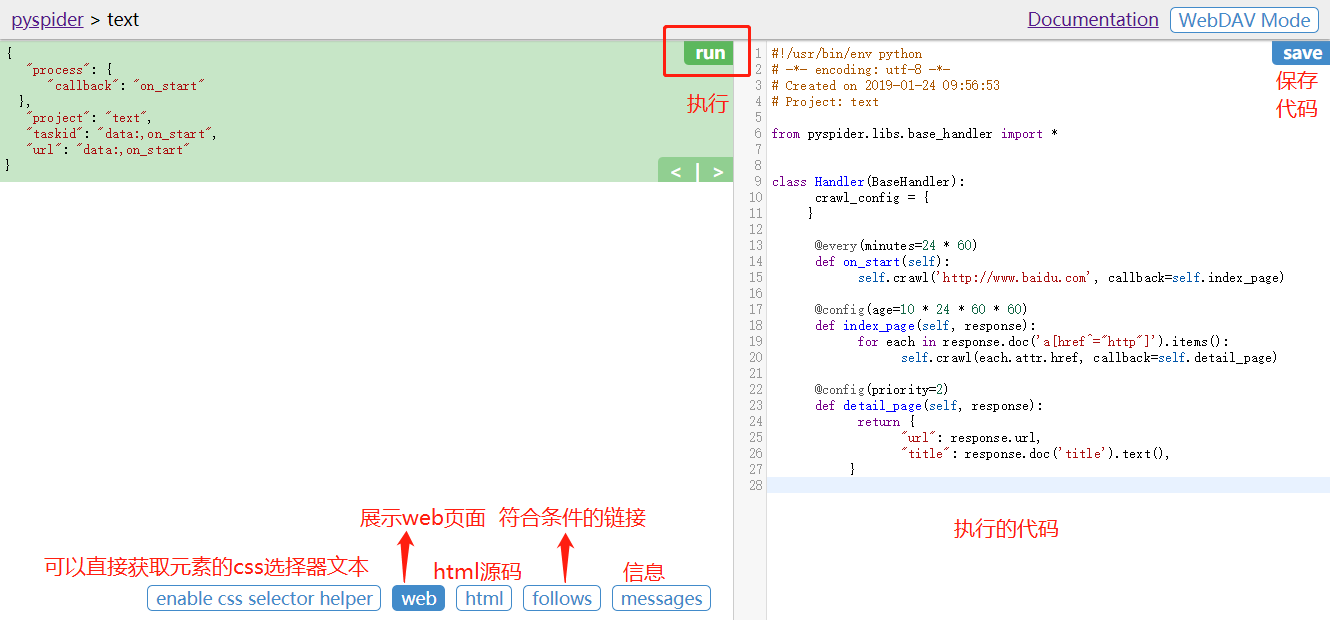 pyspider > text
Documentation
WebDAV Mode
{
"process": {
"callback": "on_start"
},
"project": "text",
"taskid": "data:,on_start",
"url": "data:,on_start"
}
run
执行
< | >
1 #!/usr/bin/env python
2 # -*- encoding: utf-8 -*-
3 # Created on 2019-01-24 09:56:53
4 # Project: text
5
6 from pyspider.libs.base_handler import *
7
8
9 class Handler(BaseHandler):
10 crawl_config = {
11 }
12
13 @every(minutes=24 * 60)
14 def on_start(self):
15 self.crawl('http://www.baidu.com', callback=self.index_page)
16
17 @config(age=10 * 24 * 60 * 60)
18 def index_page(self, response):
19 for each in response.doc('a[href^="http"]').items():
20 self.crawl(each.attr.href, callback=self.detail_page)
21
22 @config(priority=2)
23 def detail_page(self, response):
24 return {
25 "url": response.url,
26 "title": response.doc('title').text(),
27 }
28
save
保存
代码
执行的代码
展示web页面 符合条件的链接
可以直接获取元素的css选择器文本 html源码 信息
enable css selector helper web html follows messages